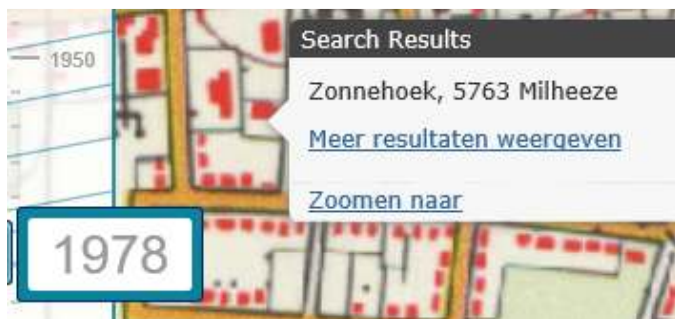 Search Results
1950
Zonnehoek, 5763 Milheeze
Meer resultaten weergeven
Zoomen naar
1978